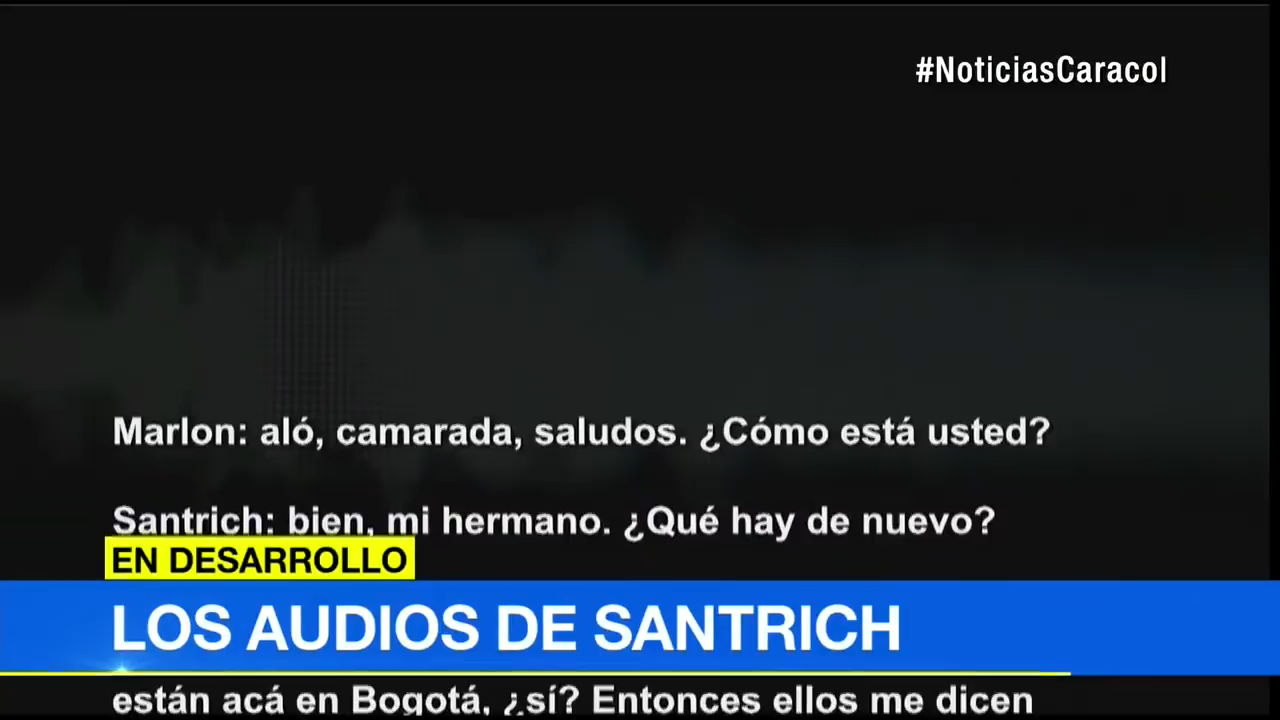 #NoticiasCaracol
Marlon: aló, camarada, saludos. ¿Cómo está usted?
Santrich: bien, mi hermano. ¿Qué hay de nuevo?
EN DESARROLLO
LOS AUDIOS DE SANTRICH
están acá en Bogotá, ¿sí? Entonces ellos me dicen